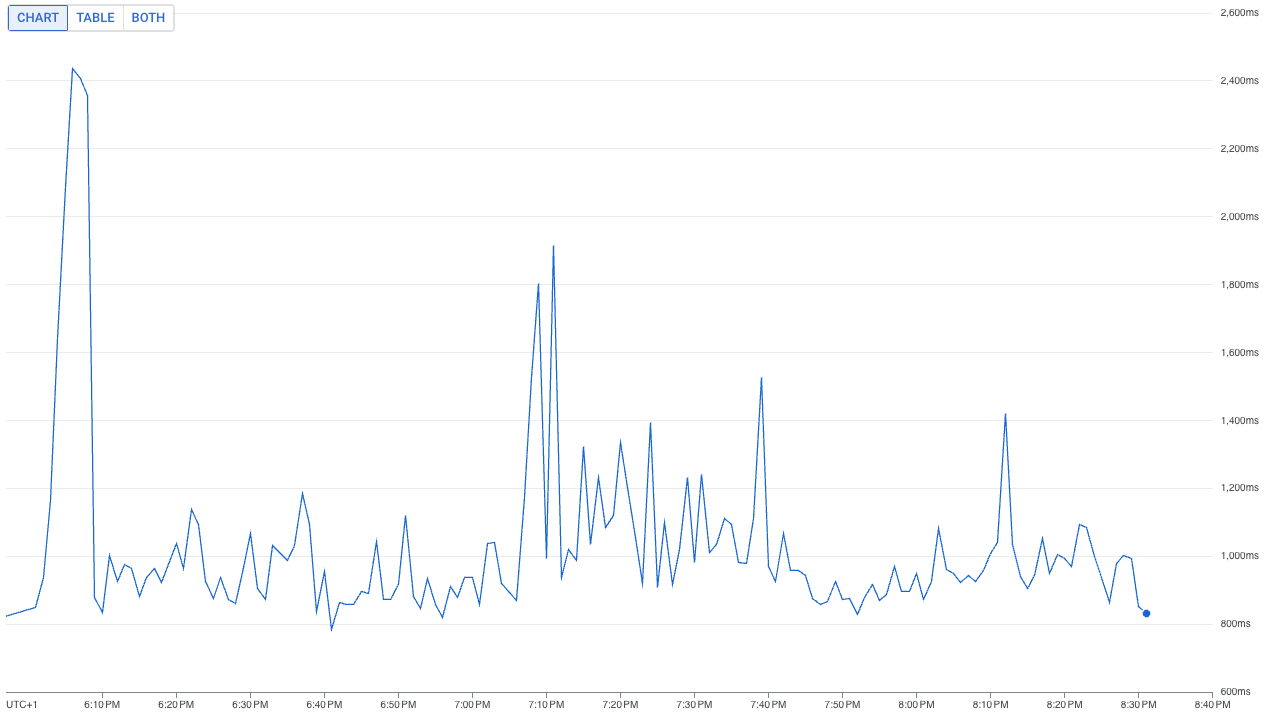 CHART TABLE BOTH
2,600ms
2,400ms
2,200ms
2,000ms
1,800ms
1,600ms
1,400ms
1,200ms
1,000ms
800ms
600ms
UTC+1 6:10 PM 6:20 PM 6:30 PM 6:40 PM 6:50 PM 7:00 PM 7:10 PM 7:20 PM 7:30 PM 7:40 PM 7:50 PM 8:00 PM 8:10 PM 8:20 PM 8:30 PM 8:40 PM